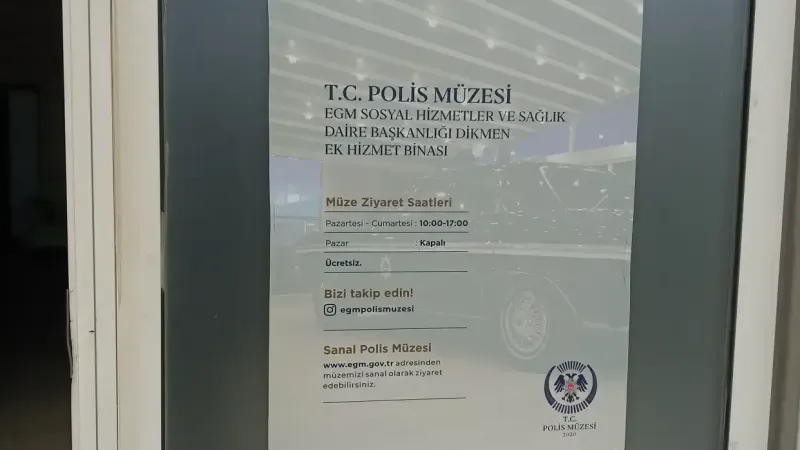 T.C. POLİS MÜZESİ
EGM SOSYAL HİZMETLER VE SAĞLIK
DAİRE BAŞKANLIĞI DİKMEN
EK HİZMET BİNASI
Müze Ziyaret Saatleri
Pazartesi - Cumartesi : 10:00-17:00
Pazar : Kapalı
Ücretsiz.
Bizi takip edin!
egmpolismuzesi
Sanal Polis Müzesi
www.egm.gov.tr adresinden
müzemizi sanal olarak ziyaret
edebilirsiniz.
T.C.
POLİS MÜZESİ
2020